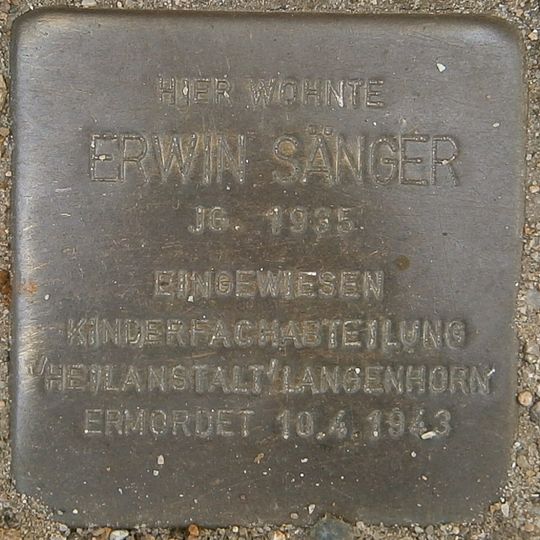 HIER WOHNTE
ERWIN SÄNGER
JG. 1935
EINGEWIESEN
KINDERFACHABTEILUNG
'HEILANSTALT' LANGENHORN
ERMORDET 10.4.1943